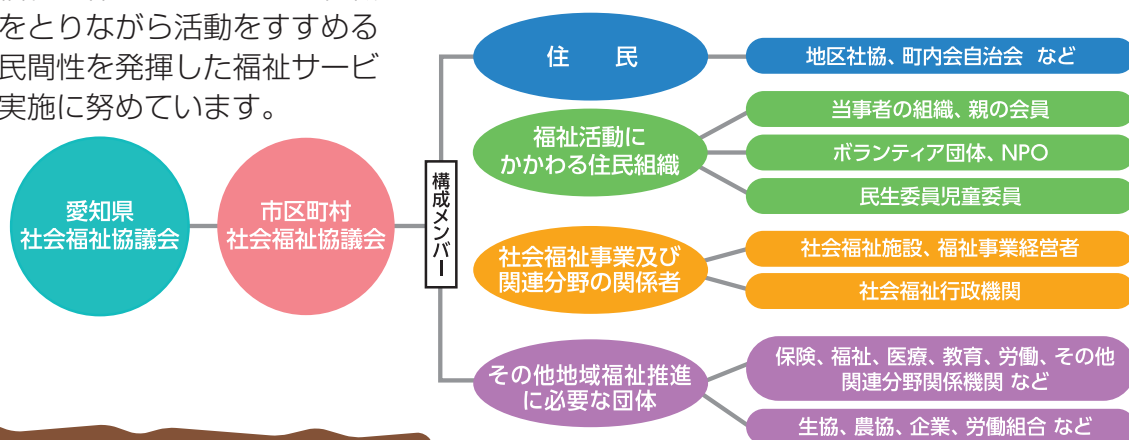 をとりながら活動をすすめる
民間性を発揮した福祉サービ
実施に努めています。
愛知県
社会福祉協議会
市区町村
社会福祉協議会
構成メンバー
住　民
地区社協、町内会自治会 など
福祉活動に
かかわる住民組織
当事者の組織、親の会員
ボランティア団体、NPO
民生委員児童委員
社会福祉事業及び
関連分野の関係者
社会福祉施設、福祉事業経営者
社会福祉行政機関
その他地域福祉推進
に必要な団体
保険、福祉、医療、教育、労働、その他
関連分野関係機関 など
生協、農協、企業、労働組合 など